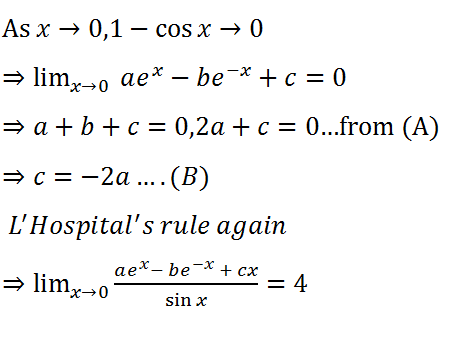 As x → 0,1 − cos x → 0
⇒ lim_{x→0} ae^x − be^{−x} + c = 0
⇒ a + b + c = 0,2a + c = 0…from (A)
⇒ c = −2a ….(B)
L'Hospital's rule again
⇒ lim_{x→0} \frac{ae^x − be^{−x} + cx}{sin x} = 4